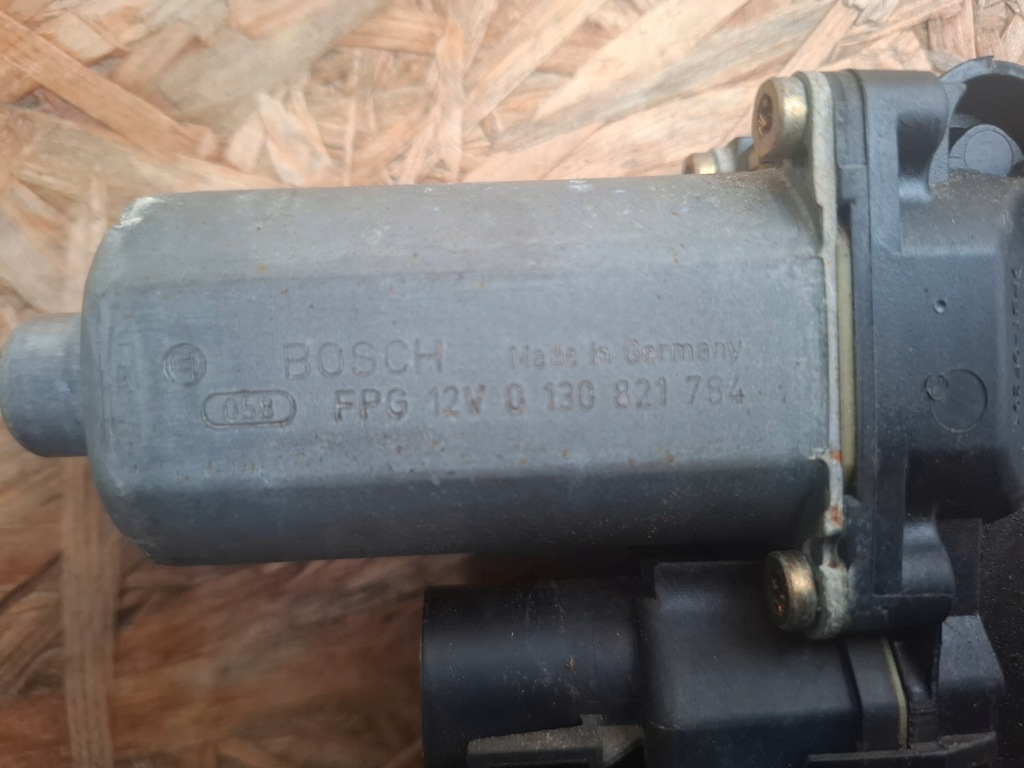 BOSCH Made in Germany
058 FPG 12V 0 130 821 784